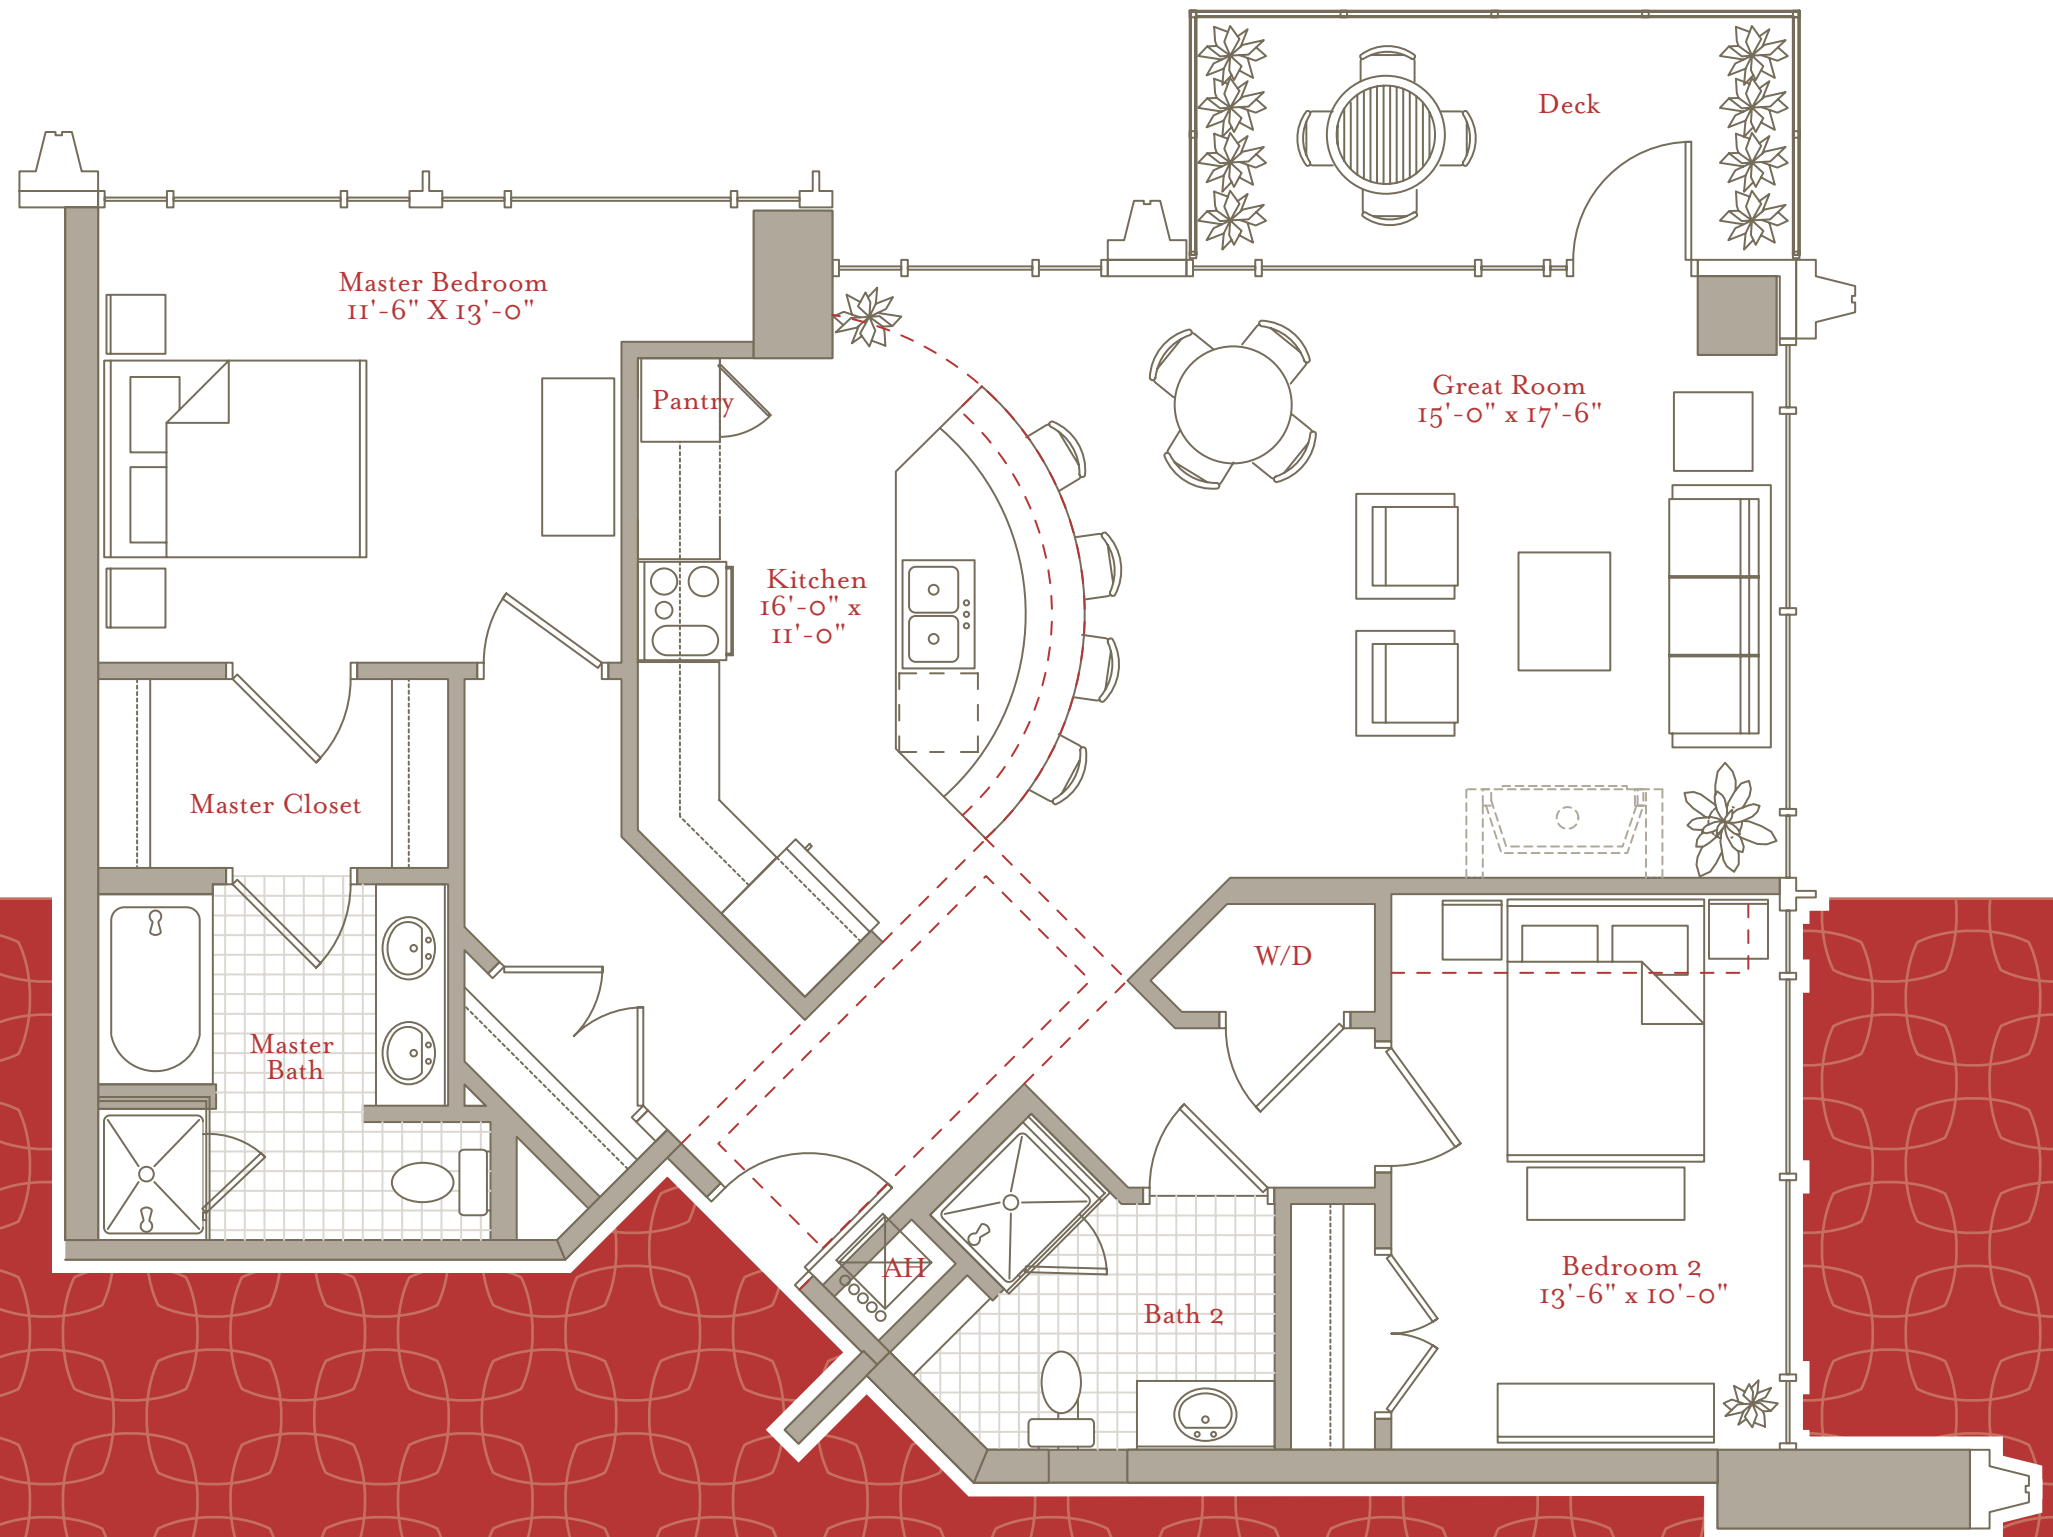 Deck
Master Bedroom
11'-6" X 13'-0"
Pantry
Great Room
15'-0" x 17'-6"
Kitchen
16'-0" x
11'-0"
Master Closet
W/D
Master
Bath
AH
Bath 2
Bedroom 2
13'-6" x 10'-0"